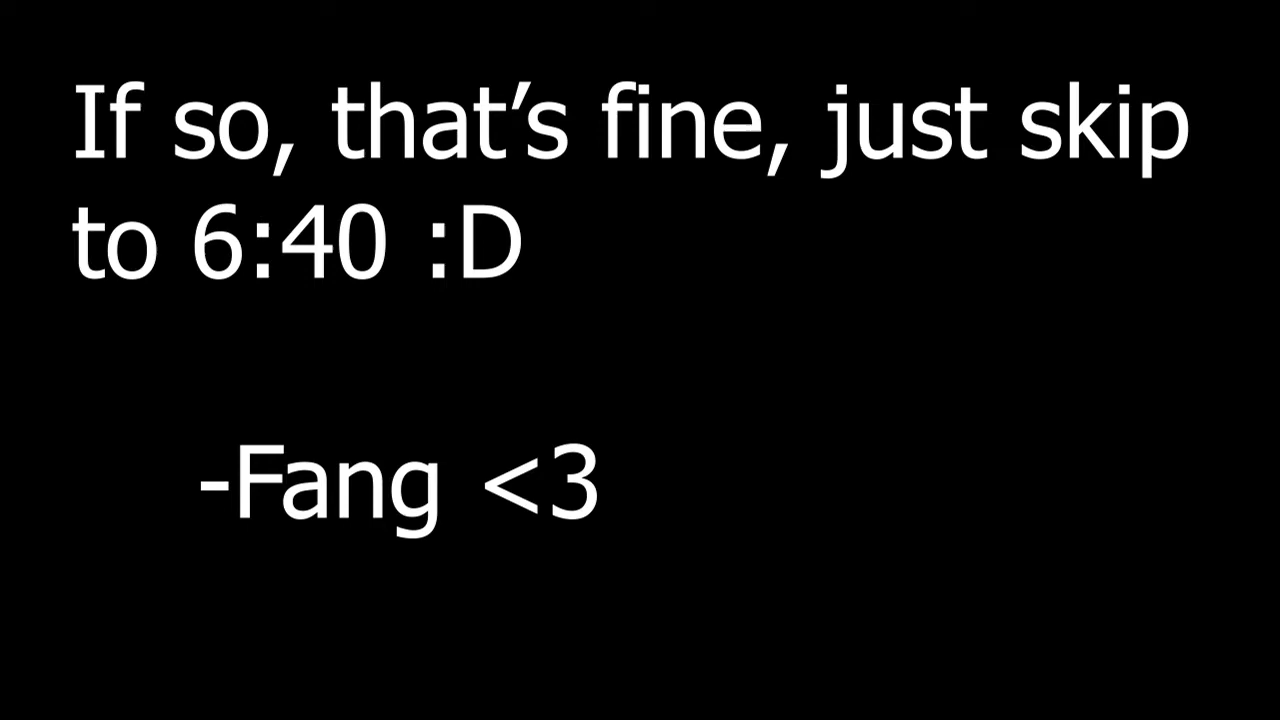 If so, that’s fine, just skip
to 6:40 :D
-Fang <3